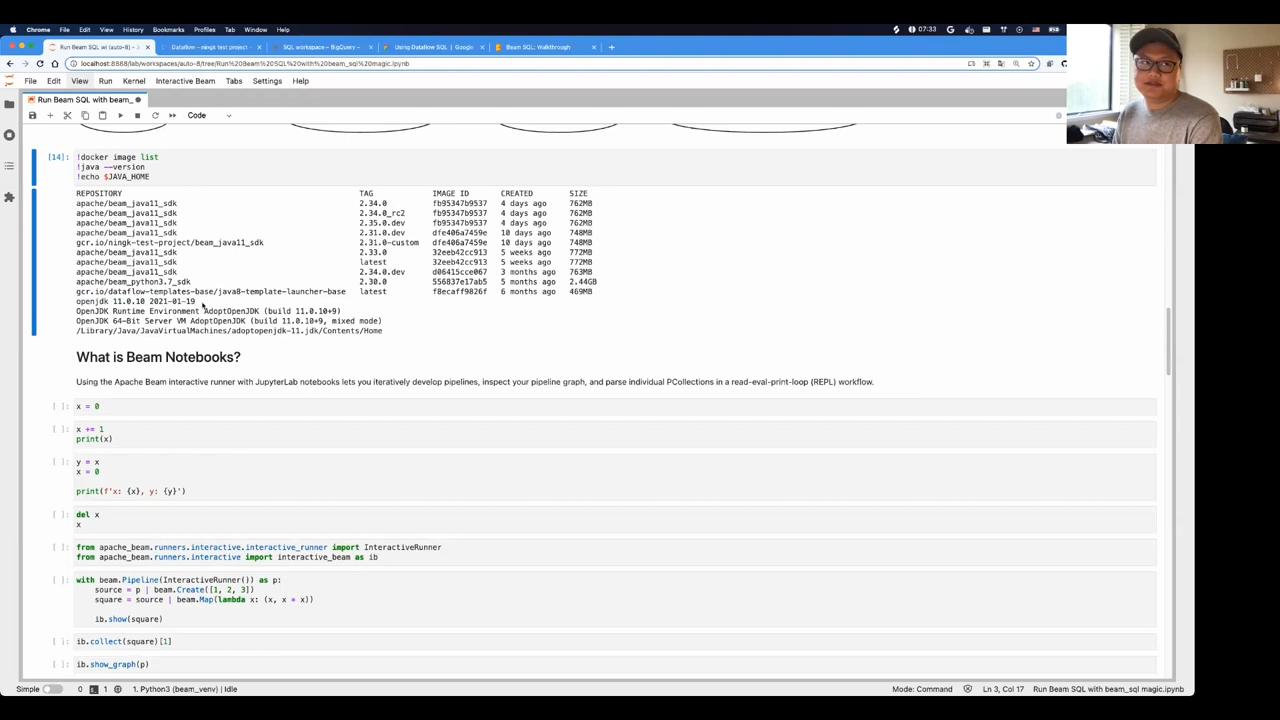 Chrome File Edit View History Bookmarks Profiles Tab Window Help 07:33
Run Beam SQL wi (auto-8) - J Dataflow – ningk test project - SQL workspace – BigQuery – Using Dataflow SQL | Google Beam SQL: Walkthrough
localhost:8888/lab/workspaces/auto-8/tree/Run%20Beam%20SQL%20with%20beam_sql%20magic.ipynb
File Edit View Run Kernel Interactive Beam Tabs Settings Help
Run Beam SQL with beam_
Code
[14]: !docker image list
!java --version
!echo $JAVA_HOME
REPOSITORY TAG IMAGE ID CREATED SIZE
apache/beam_java11_sdk 2.34.0 fb95347b9537 4 days ago 762MB
apache/beam_java11_sdk 2.34.0_rc2 fb95347b9537 4 days ago 762MB
apache/beam_java11_sdk 2.35.0.dev fb95347b9537 4 days ago 762MB
apache/beam_java11_sdk 2.31.0.dev dfe406a7459e 10 days ago 748MB
gcr.io/ningk-test-project/beam_java11_sdk 2.31.0-custom dfe406a7459e 10 days ago 748MB
apache/beam_java11_sdk 2.33.0 32eeb42cc913 5 weeks ago 772MB
apache/beam_java11_sdk latest 32eeb42cc913 5 weeks ago 772MB
apache/beam_java11_sdk 2.34.0.dev d06415cce067 3 months ago 763MB
apache/beam_python3.7_sdk 2.30.0 556837e17ab5 5 months ago 2.44GB
gcr.io/dataflow-templates-base/java8-template-launcher-base latest f8ecaff9826f 6 months ago 469MB
openjdk 11.0.10 2021-01-19
OpenJDK Runtime Environment AdoptOpenJDK (build 11.0.10+9)
OpenJDK 64-Bit Server VM AdoptOpenJDK (build 11.0.10+9, mixed mode)
/Library/Java/JavaVirtualMachines/adoptopenjdk-11.jdk/Contents/Home
What is Beam Notebooks?
Using the Apache Beam interactive runner with JupyterLab notebooks lets you iteratively develop pipelines, inspect your pipeline graph, and parse individual PCollections in a read-eval-print-loop (REPL) workflow.
[ ]: x = 0
[ ]: x += 1
print(x)
[ ]: y = x
x = 0
print(f'x: {x}, y: {y}')
[ ]: del x
x
[ ]: from apache_beam.runners.interactive.interactive_runner import InteractiveRunner
from apache_beam.runners.interactive import interactive_beam as ib
[ ]: with beam.Pipeline(InteractiveRunner()) as p:
source = p | beam.Create([1, 2, 3])
square = source | beam.Map(lambda x: (x, x * x))
ib.show(square)
[ ]: ib.collect(square)[1]
[ ]: ib.show_graph(p)
Simple 0 1 1. Python3 (beam_venv) | Idle Mode: Command Ln 3, Col 17 Run Beam SQL with beam_sql magic.ipynb